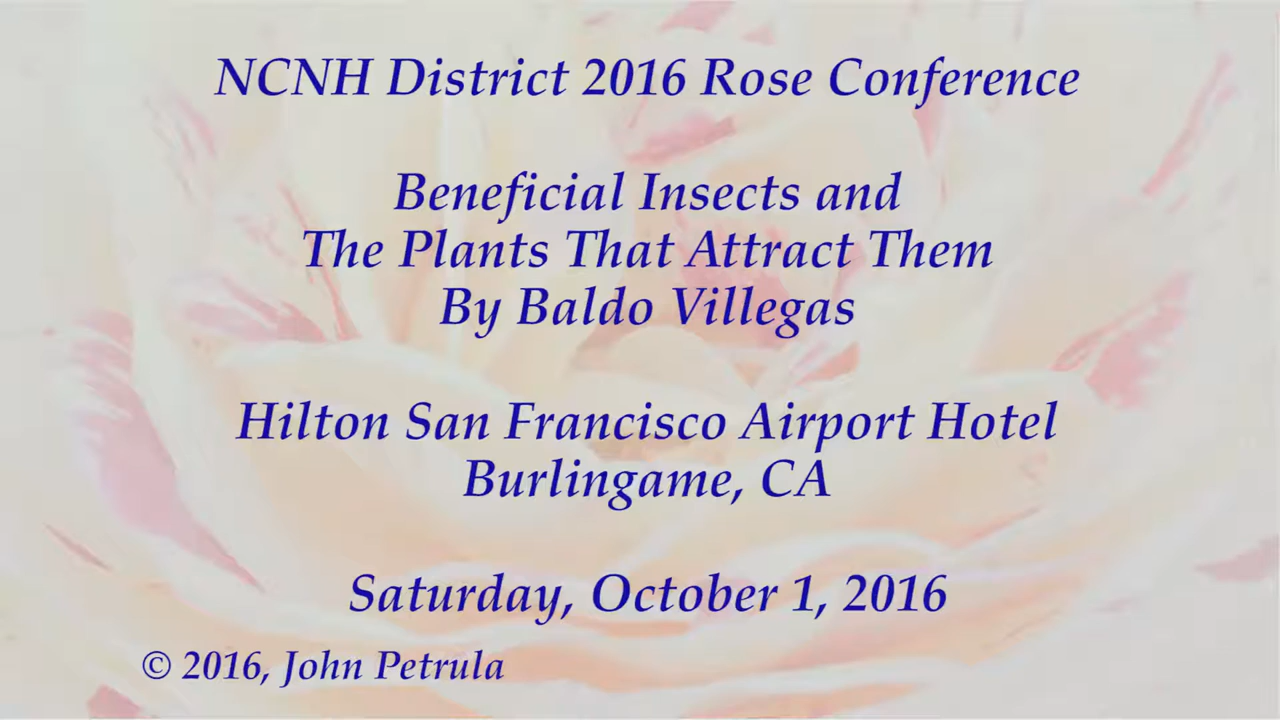 NCNH District 2016 Rose Conference
Beneficial Insects and
The Plants That Attract Them
By Baldo Villegas
Hilton San Francisco Airport Hotel
Burlingame, CA
Saturday, October 1, 2016
© 2016, John Petrula